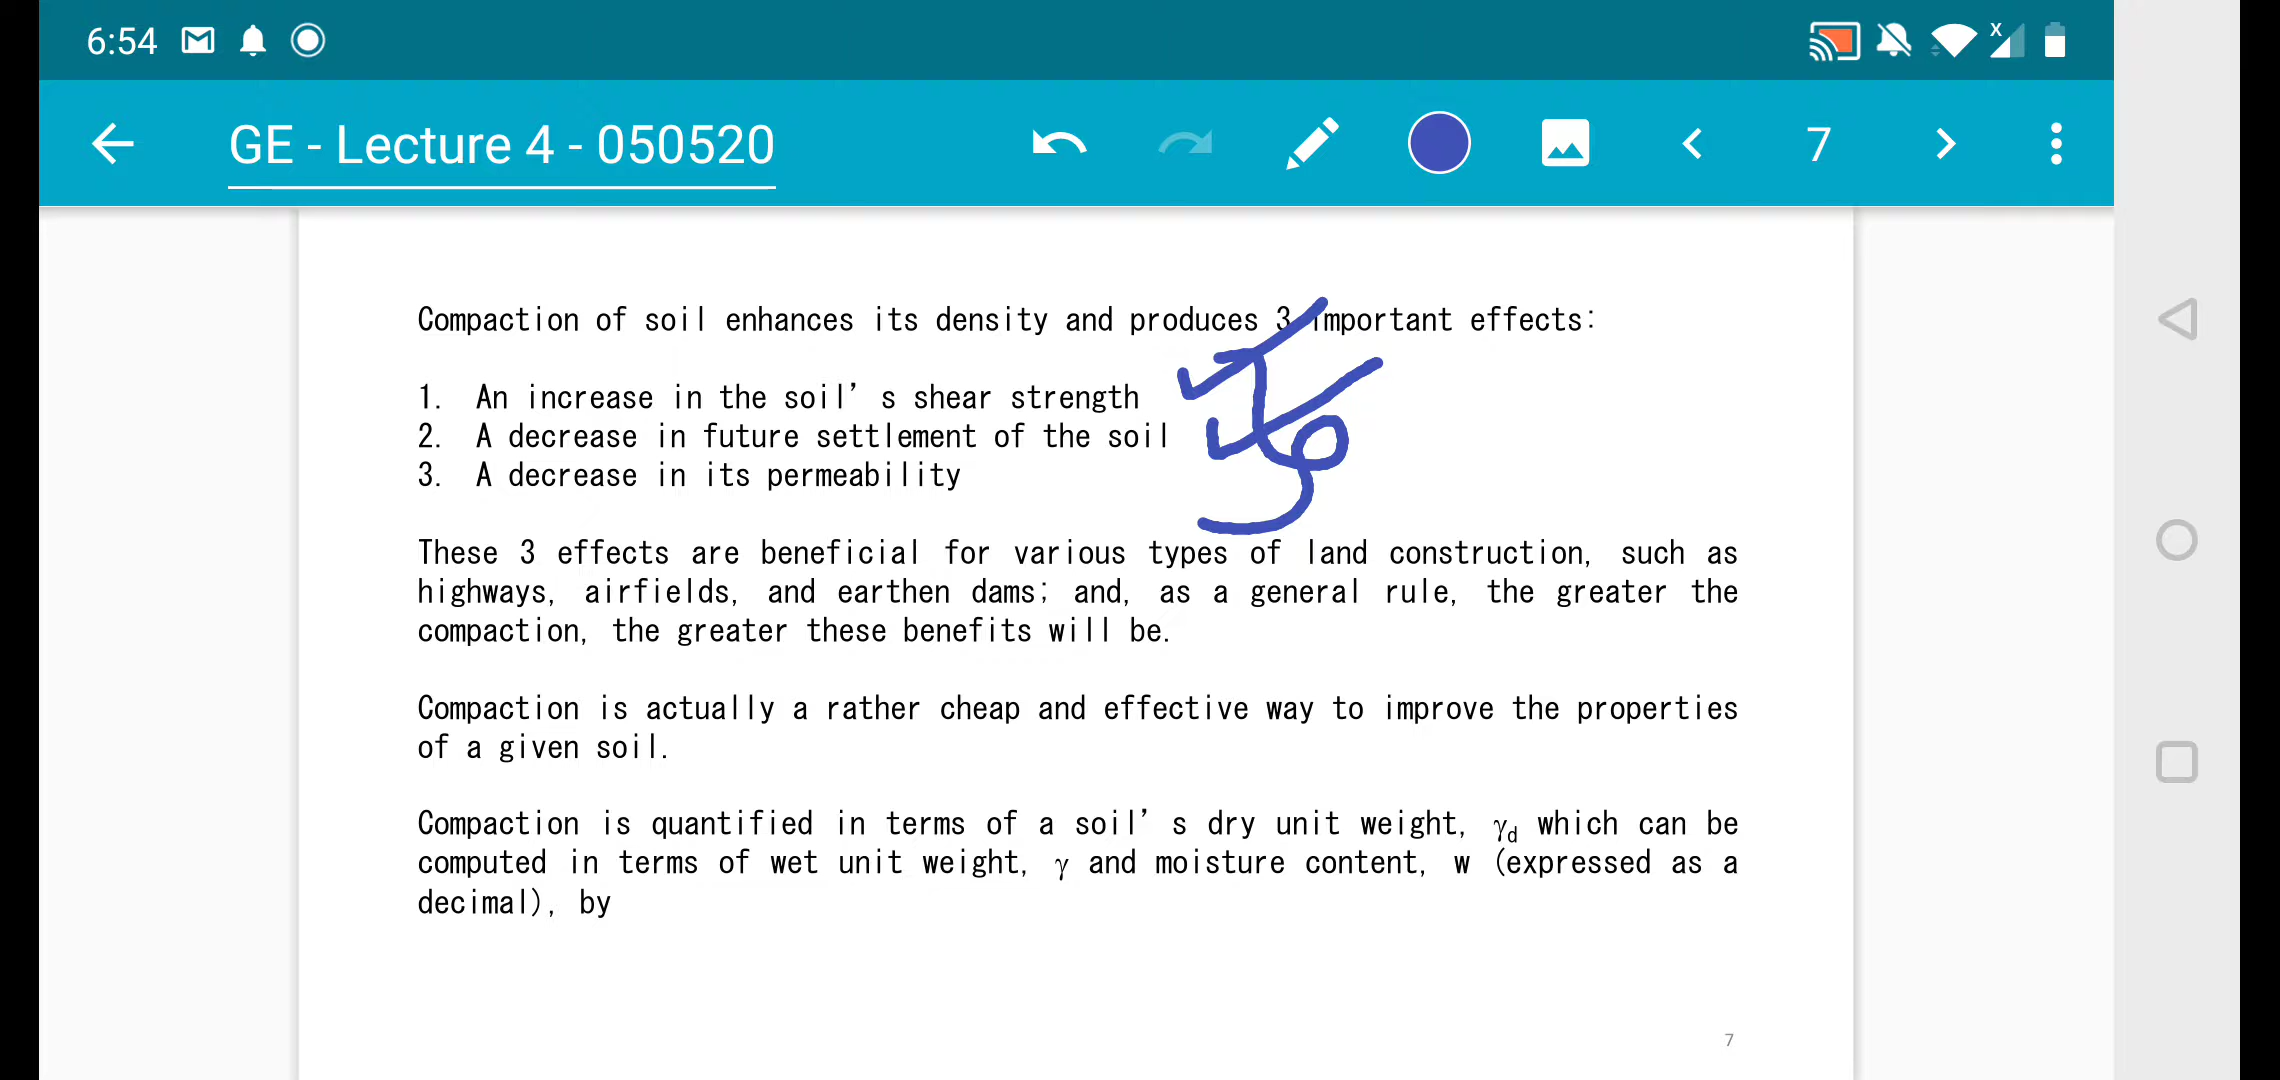 6:54
x
GE - Lecture 4 - 050520
7
Compaction of soil enhances its density and produces 3 important effects:
1. An increase in the soil's shear strength
2. A decrease in future settlement of the soil
3. A decrease in its permeability
These 3 effects are beneficial for various types of land construction, such as
highways, airfields, and earthen dams; and, as a general rule, the greater the
compaction, the greater these benefits will be.
Compaction is actually a rather cheap and effective way to improve the properties
of a given soil.
Compaction is quantified in terms of a soil's dry unit weight, γd which can be
computed in terms of wet unit weight, γ and moisture content, w (expressed as a
decimal), by
7